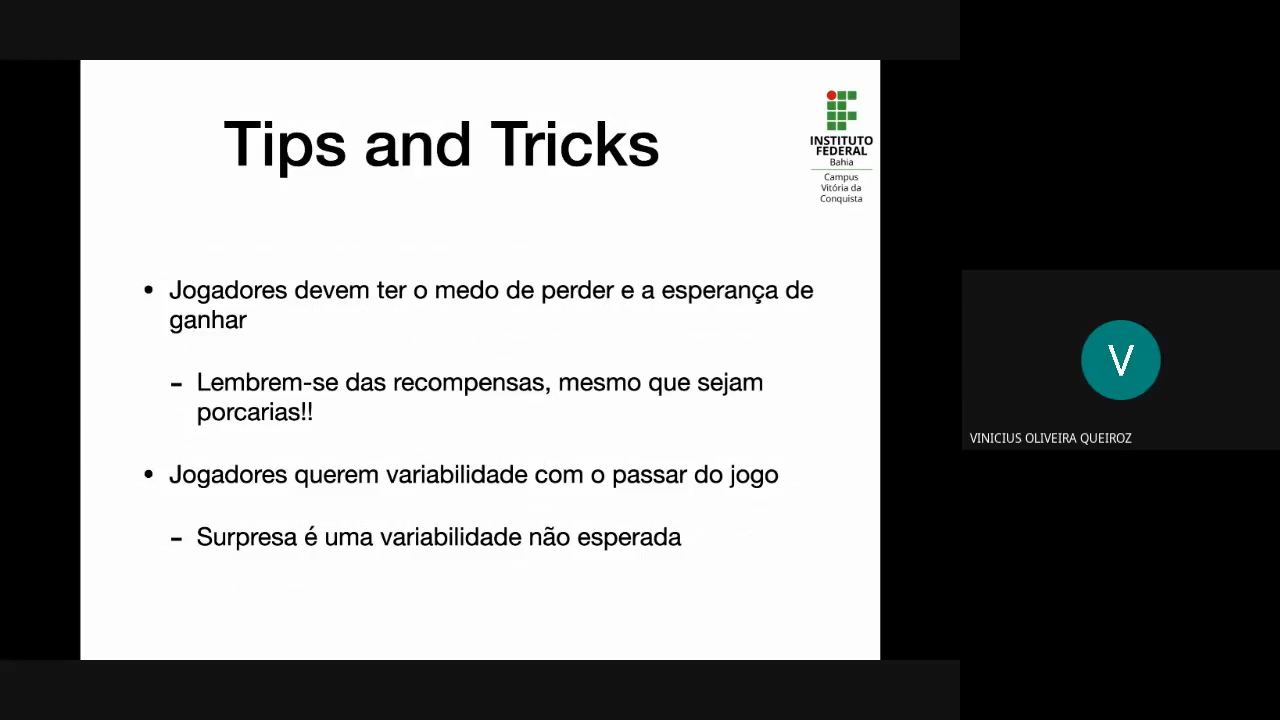 Tips and Tricks
INSTITUTO
FEDERAL
Bahia
Campus
Vitória da
Conquista
• Jogadores devem ter o medo de perder e a esperança de
ganhar
– Lembrem-se das recompensas, mesmo que sejam
porcarias!!
• Jogadores querem variabilidade com o passar do jogo
– Surpresa é uma variabilidade não esperada
V
VINICIUS OLIVEIRA QUEIROZ